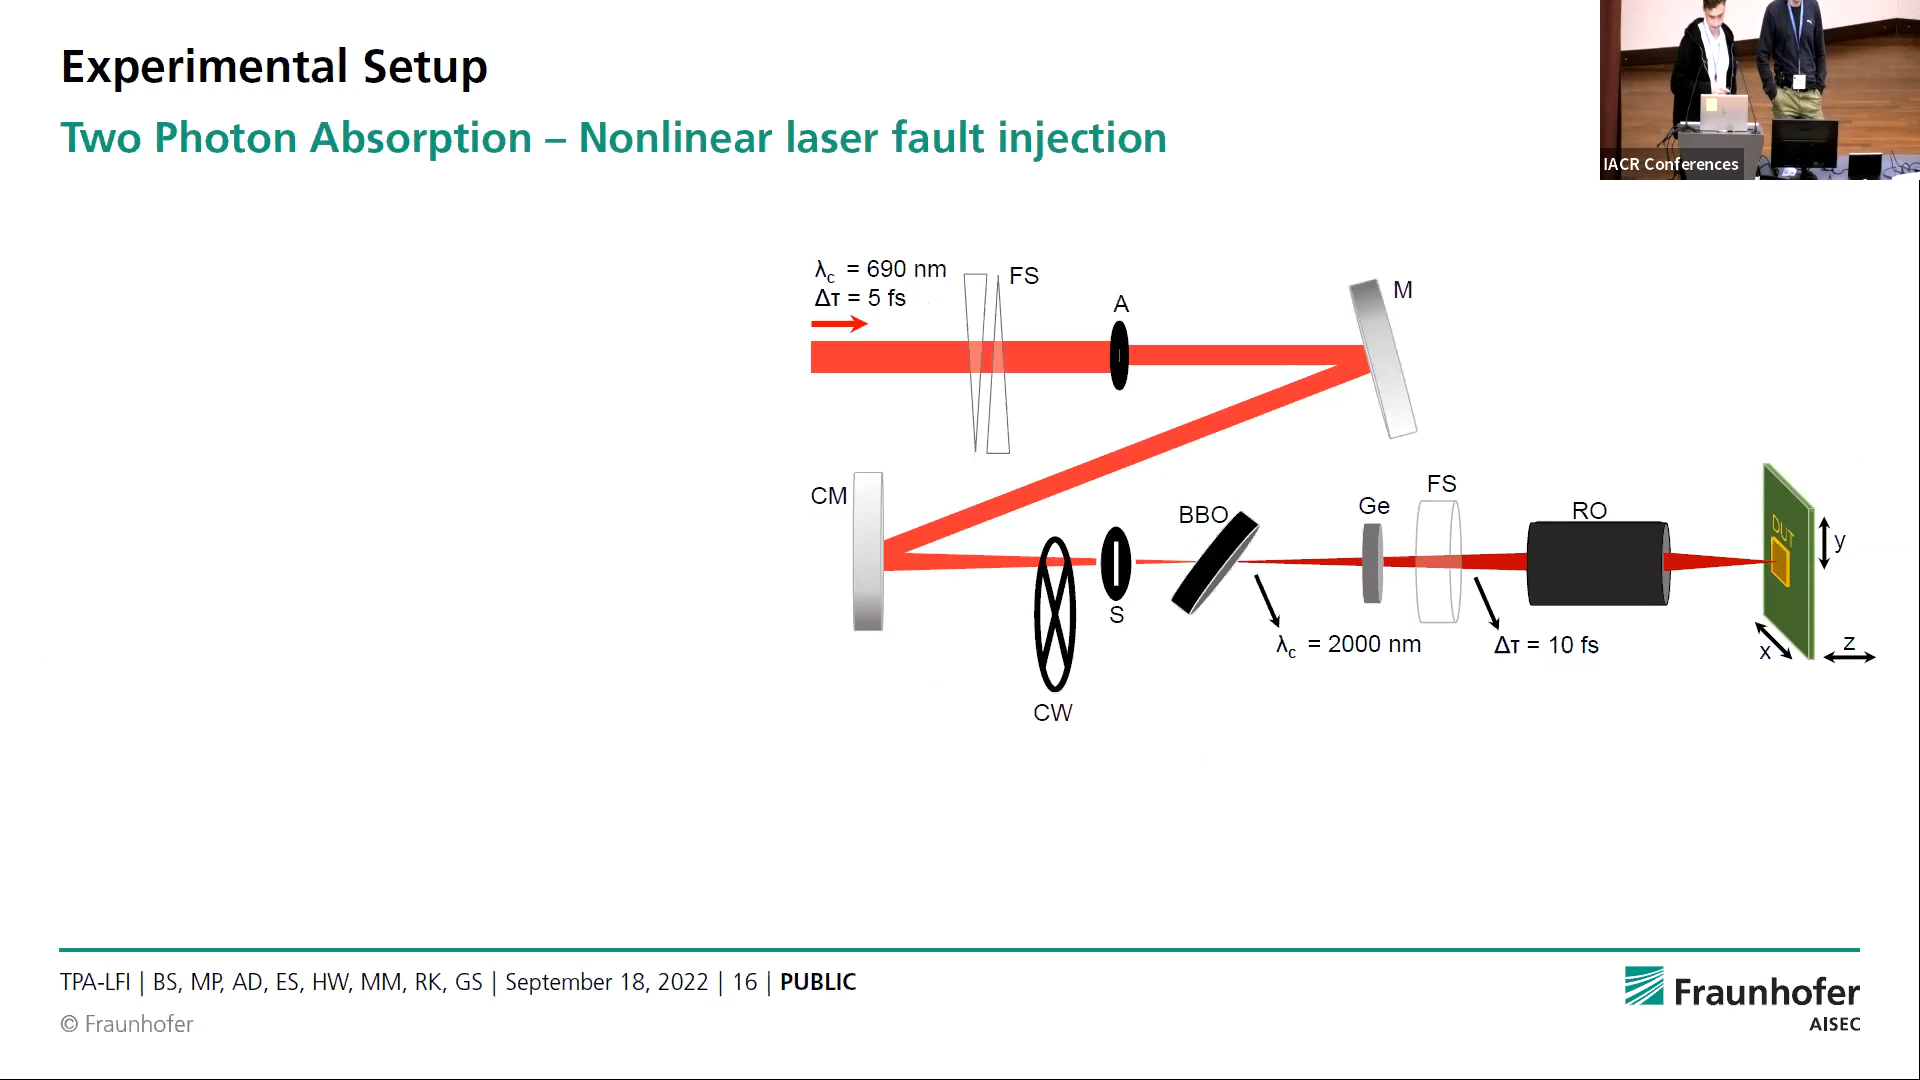 Experimental Setup
Two Photon Absorption – Nonlinear laser fault injection
IACR Conferences
λc = 690 nm
Δτ = 5 fs
FS
A
M
CM
CW
S
BBO
λc = 2000 nm
Ge
FS
Δτ = 10 fs
RO
DUT
y
x
z
TPA-LFI | BS, MP, AD, ES, HW, MM, RK, GS | September 18, 2022 | 16 | PUBLIC
© Fraunhofer
Fraunhofer
AISEC